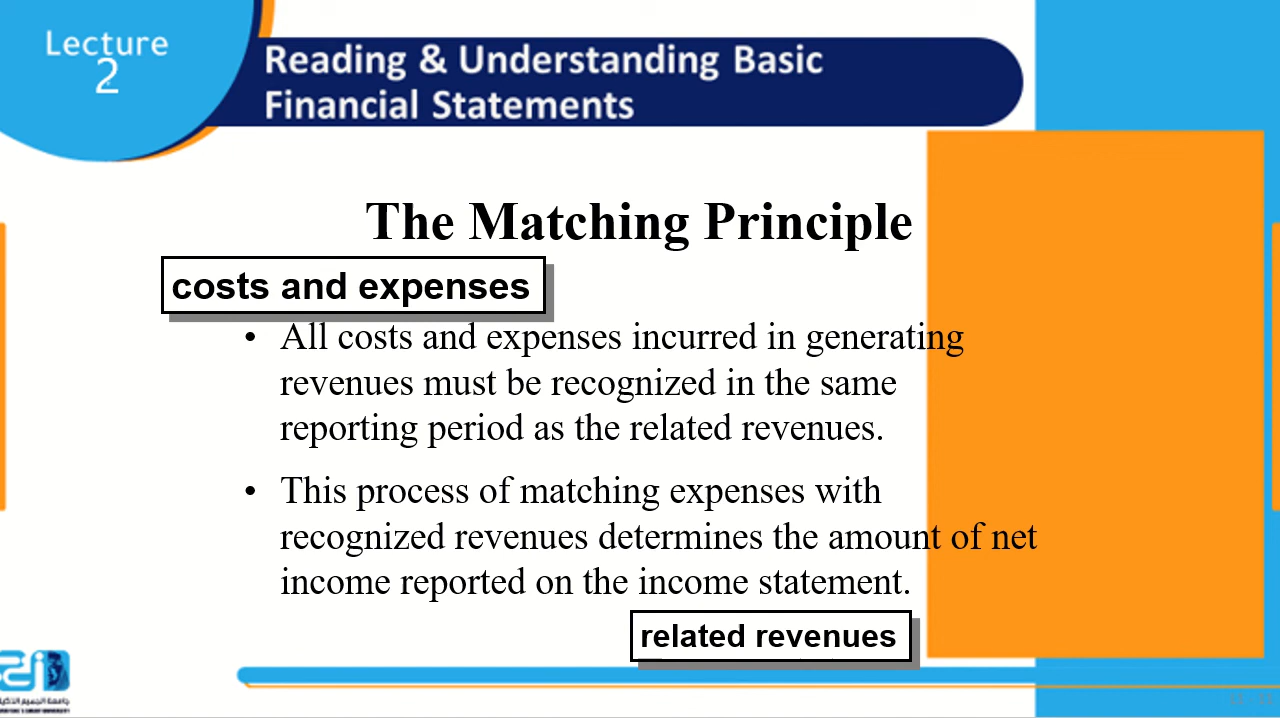 Lecture
2
Reading & Understanding Basic
Financial Statements
The Matching Principle
costs and expenses
• All costs and expenses incurred in generating
revenues must be recognized in the same
reporting period as the related revenues.
• This process of matching expenses with
recognized revenues determines the amount of net
income reported on the income statement.
related revenues